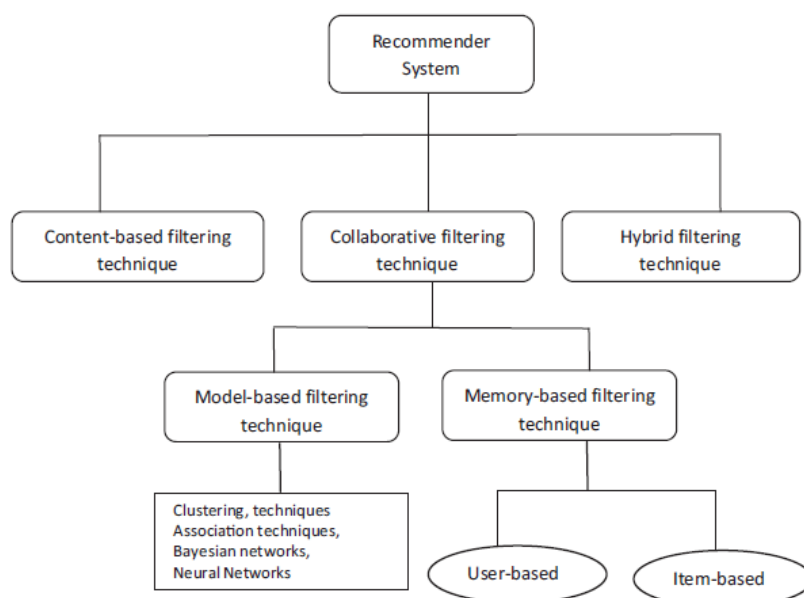 Recommender
System
Content-based filtering
technique
Collaborative filtering
technique
Hybrid filtering
technique
Model-based filtering
technique
Memory-based filtering
technique
Clustering, techniques
Association techniques,
Bayesian networks,
Neural Networks
User-based
Item-based